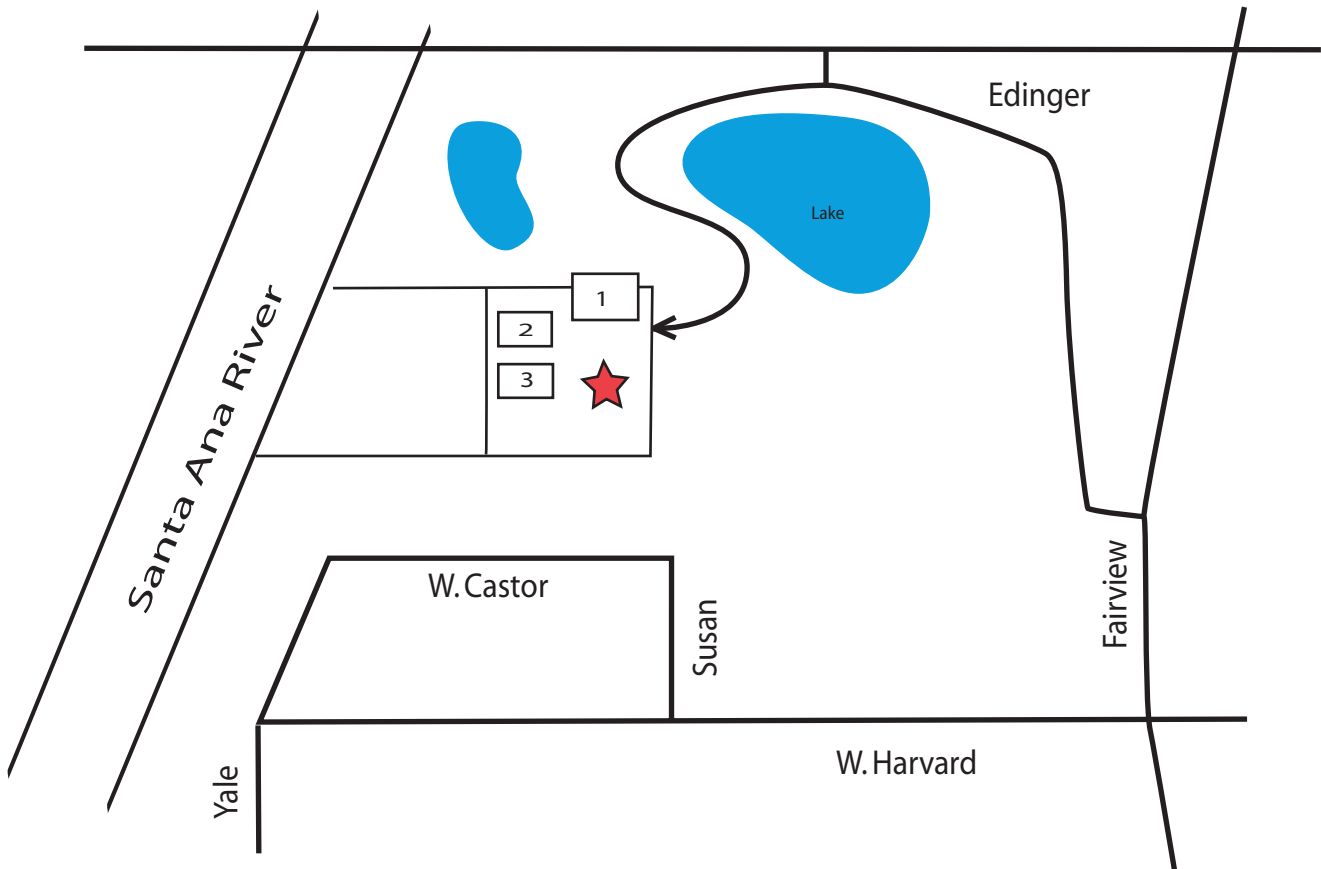 Edinger
Lake
Santa Ana River
1
2
3
W. Castor
Susan
Fairview
W. Harvard
Yale